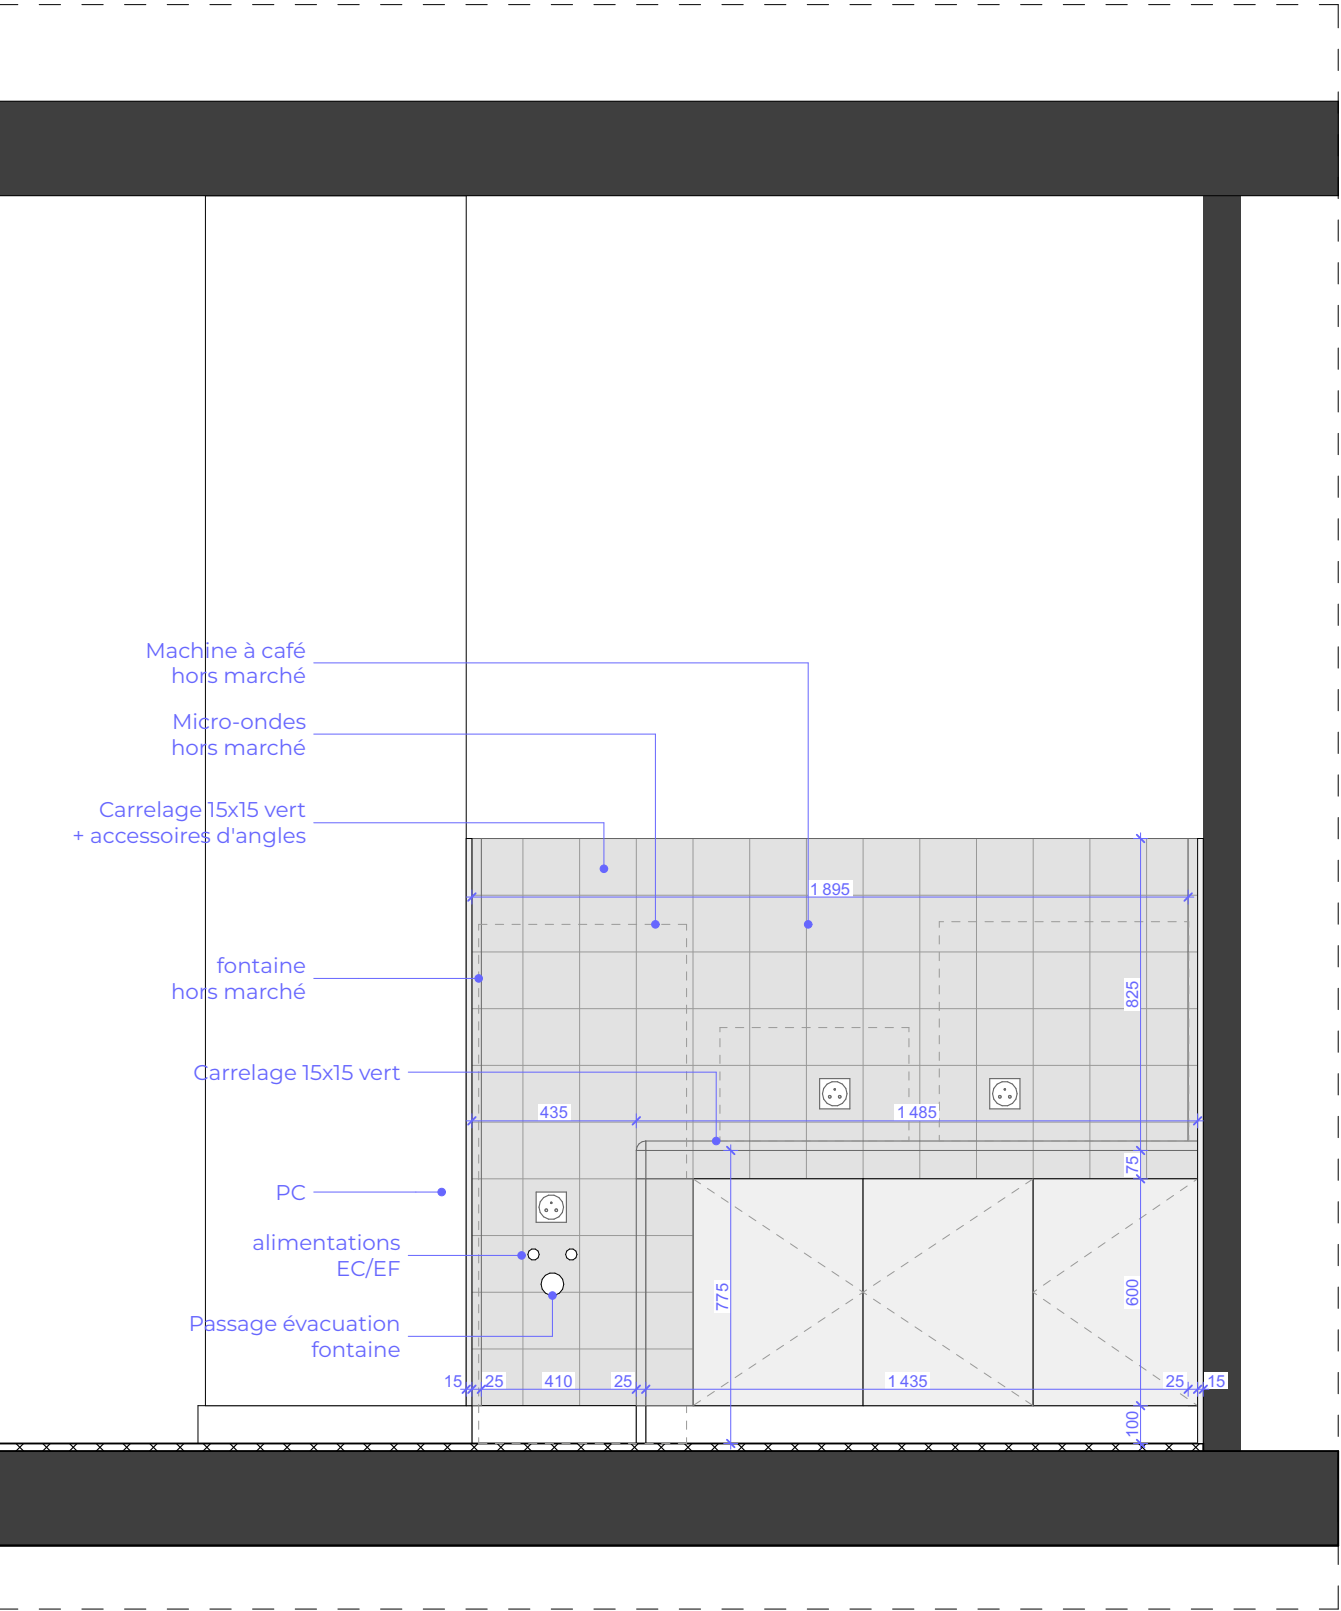 Machine à café
hors marché
Micro-ondes
hors marché
Carrelage 15x15 vert
+ accessoires d'angles
1 895
fontaine
hors marché
825
Carrelage 15x15 vert
435
1 485
75
PC
alimentations
EC/EF
775
600
Passage évacuation
fontaine
15
25
410
25
1 435
25
15
100